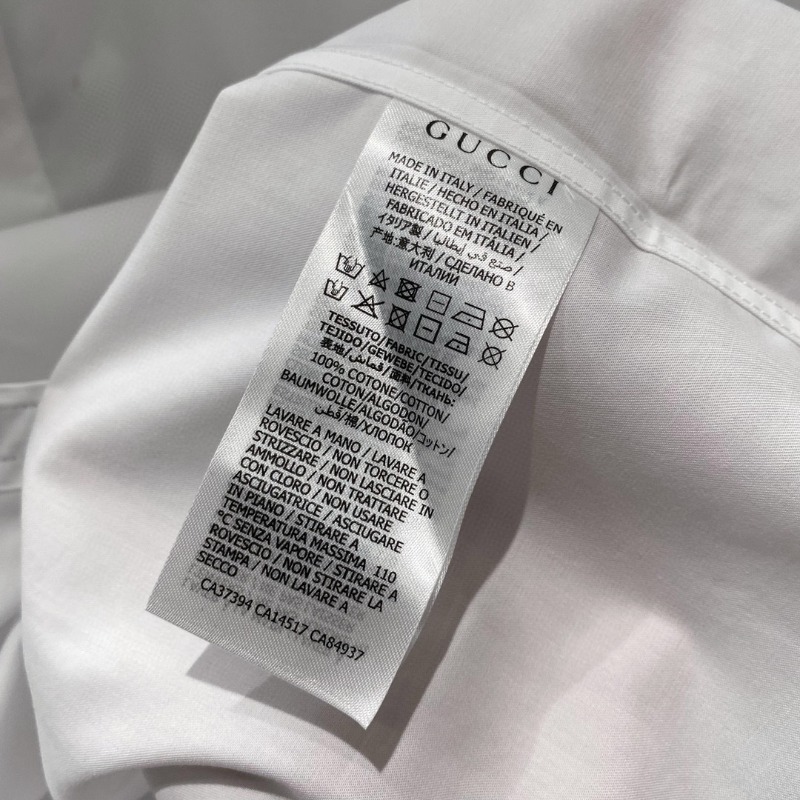 GUCCI
MADE IN ITALY / FABRIQUÉ EN
ITALIE / HECHO EN ITALIA /
HERGESTELLT IN ITALIEN /
FABRICADO EM ITÁLIA /
イタリア製 / صنع في إيطاليا /
产地:意大利 / СДЕЛАНО В
ИТАЛИИ
TESSUTO/FABRIC/TISSU/
TEJIDO/GEWEBE/TECIDO/
表地/قماش/面料/ТКАНЬ:
100% COTONE/COTTON/
COTON/ALGODON/
BAUMWOLLE/ALGODÃO/コットン/
قطن/棉/ХЛОПОК
LAVARE A MANO / LAVARE A
ROVESCIO / NON TORCERE O
STRIZZARE / NON LASCIARE IN
AMMOLLO / NON TRATTARE
CON CLORO / NON USARE
ASCIUGATRICE / ASCIUGARE
IN PIANO / STIRARE A
TEMPERATURA MASSIMA 110
°C SENZA VAPORE / STIRARE A
ROVESCIO / NON STIRARE LA
STAMPA / NON LAVARE A
SECCO
CA37394 CA14517 CA84937